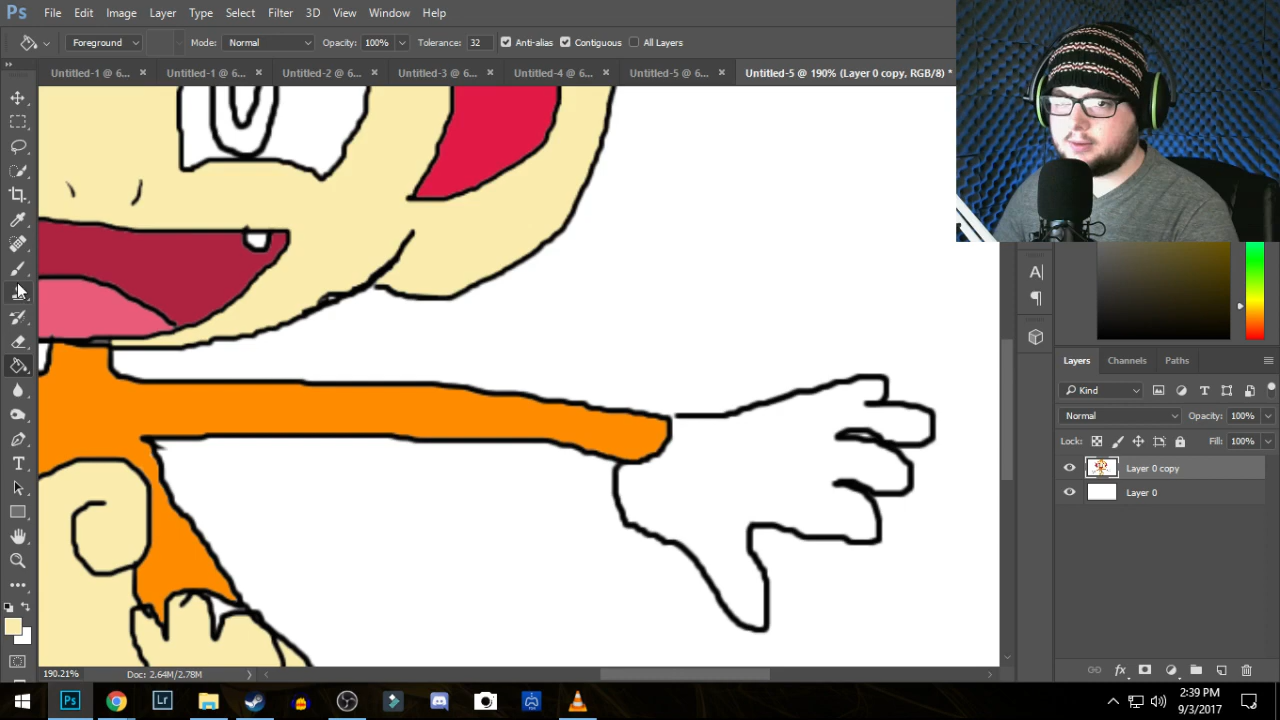 Ps File Edit Image Layer Type Select Filter 3D View Window Help
Foreground Mode: Normal Opacity: 100% Tolerance: 32 Anti-alias Contiguous All Layers
Untitled-1 @ 6... Untitled-1 @ 6... Untitled-2 @ 6... Untitled-3 @ 6... Untitled-4 @ 6... Untitled-5 @ 6... Untitled-5 @ 190% (Layer 0 copy, RGB/8) *
Layers Channels Paths
Kind
Normal Opacity: 100%
Lock: Fill: 100%
Layer 0 copy
Layer 0
190.21% Doc: 2.64M/2.78M
Ps Lr
2:39 PM
9/3/2017